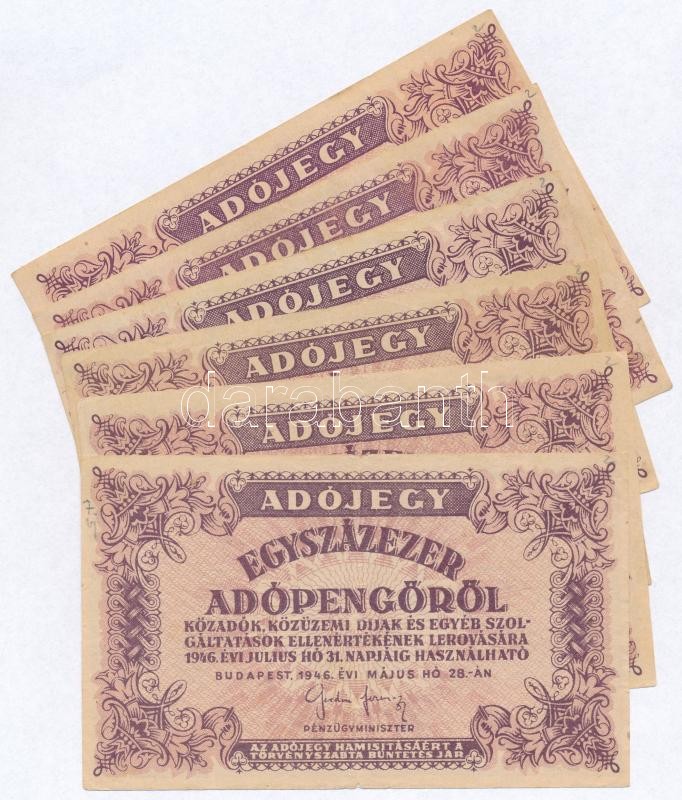 ADÓJEGY
ADÓJEGY
ADÓJEGY
ADÓJEGY
ADÓJEGY
darabanth
ADÓJEGY
EGYSZÁZEZER
ADÓPENGŐRŐL
KÖZADÓK, KÖZÜZEMI DIJAK ÉS EGYÉB SZOL-
GÁLTATÁSOK ELLENÉRTÉKÉNEK LEROVÁSÁRA
1946. ÉVI JULIUS HÓ 31. NAPJÁIG HASZNÁLHATÓ
BUDAPEST, 1946. ÉVI MÁJUS HÓ 28.-ÁN
PÉNZÜGYMINISZTER
AZ ADÓJEGY HAMISITÁSAÉRT A
TÖRVÉNYSZABTA BÜNTETÉS JÁR